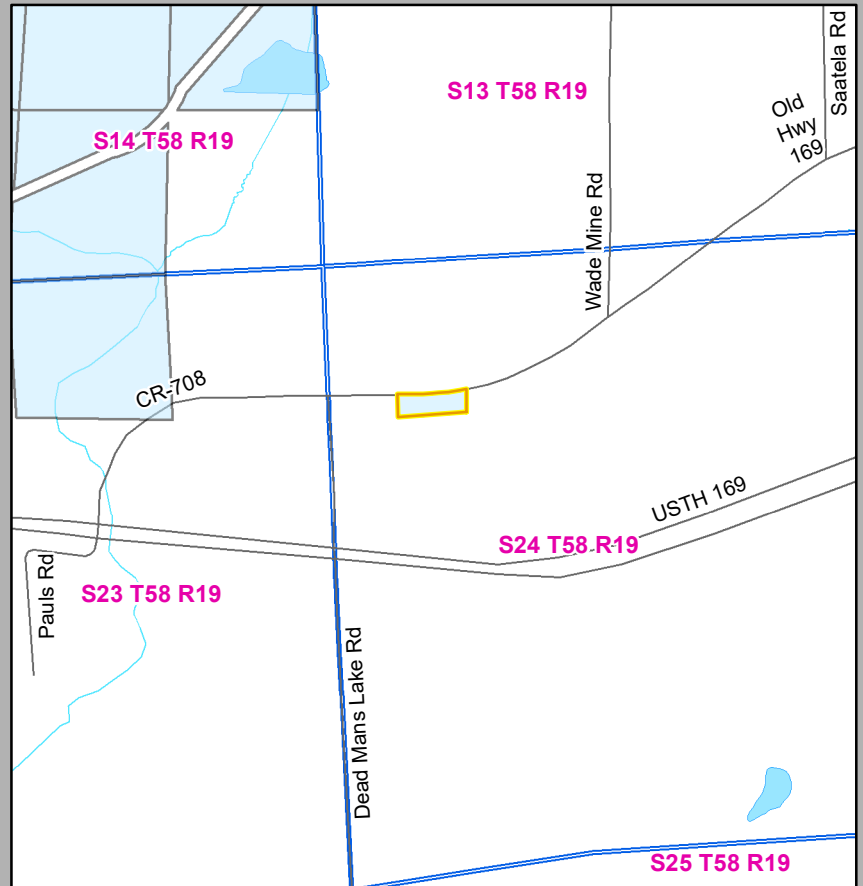 Saatela Rd
S13 T58 R19
Old
Hwy
169
S14 T58 R19
Wade Mine Rd
CR-708
USTH 169
S24 T58 R19
Pauls Rd
S23 T58 R19
Dead Mans Lake Rd
S25 T58 R19